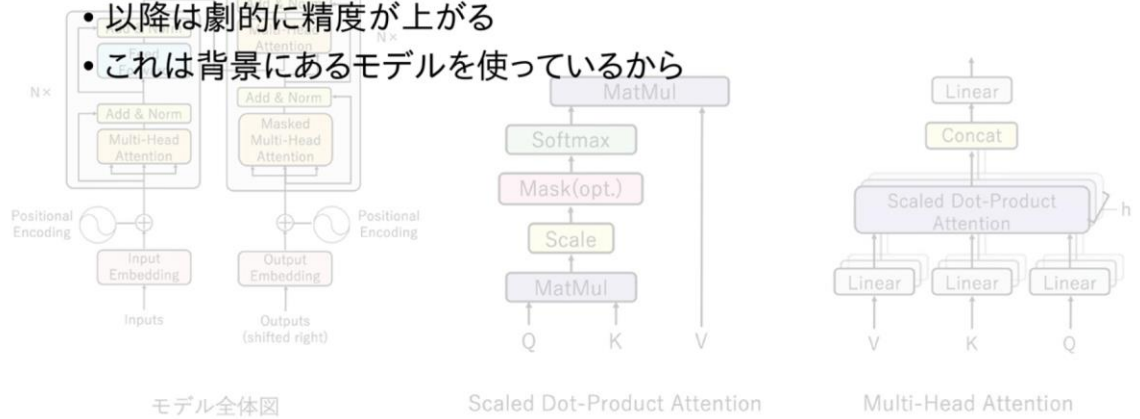 • 以降は劇的に精度が上がる
• これは背景にあるモデルを使っているから
Add & Norm
Feed
Attention
N×
N×
Add & Norm
Multi-Head
Attention
Add & Norm
Masked
Multi-Head
Attention
Positional
Encoding
Positional
Encoding
Input
Embedding
Output
Embedding
Inputs
Outputs
(shifted right)
モデル全体図
MatMul
Softmax
Mask(opt.)
Scale
MatMul
Q
K
V
Scaled Dot-Product Attention
Linear
Concat
Scaled Dot-Product
Attention
h
Linear
Linear
Linear
V
K
Q
Multi-Head Attention